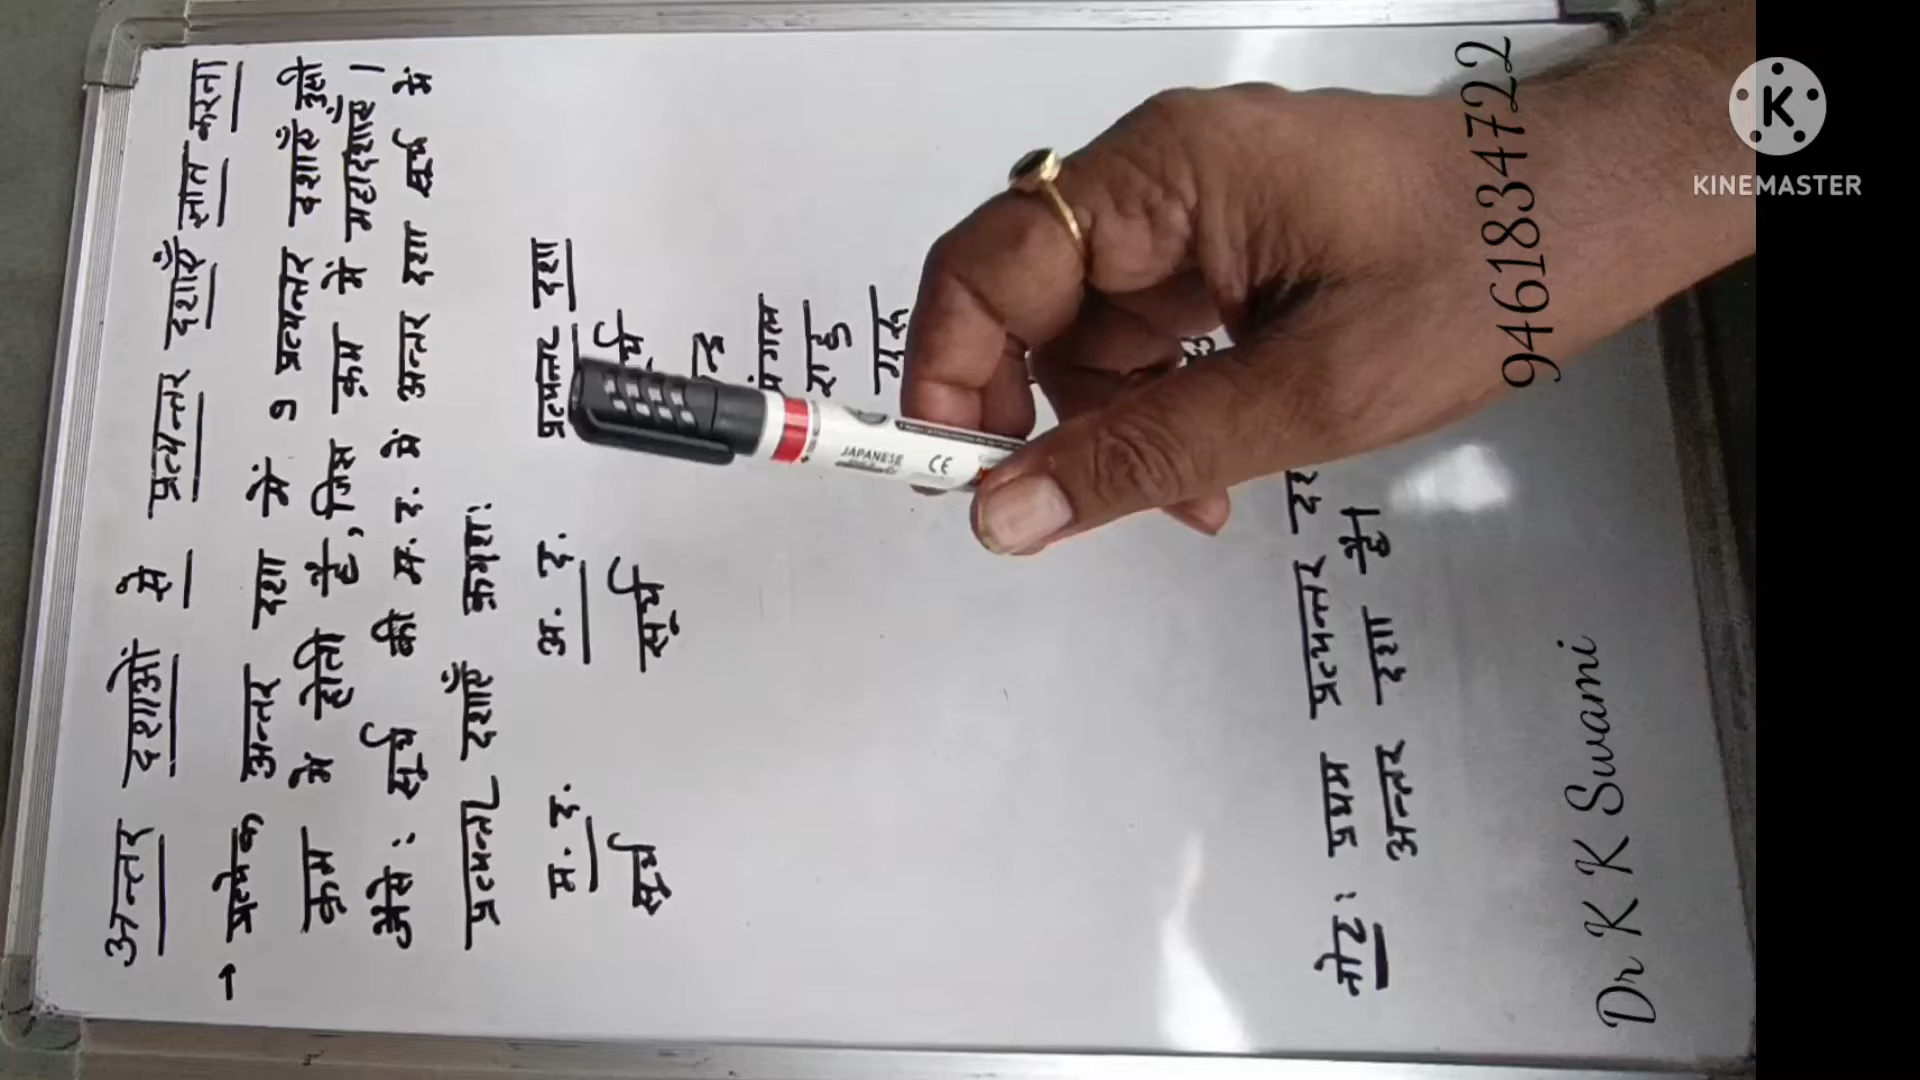 अन्तर दशाओं से प्रत्यन्तर दशाएँ ज्ञात करना
→ प्रत्येक अन्तर दशा में 9 प्रत्यन्तर दशाएँ उसी
क्रम में होती है, जिस क्रम में महादशाएँ।
जैसे: सूर्य की म. द. में अन्तर दशा सूर्य में
प्रत्यन्तर दशाएँ क्रमशः
म. द. अ. द. प्रत्यन्तर दशा
सूर्य सूर्य
मंगल
राहु
गुरू
नोट: प्रथम प्रत्यन्तर
अन्तर दशा है।
Dr K K Swami 9461834722
KINEMASTER
JAPANESE
CE